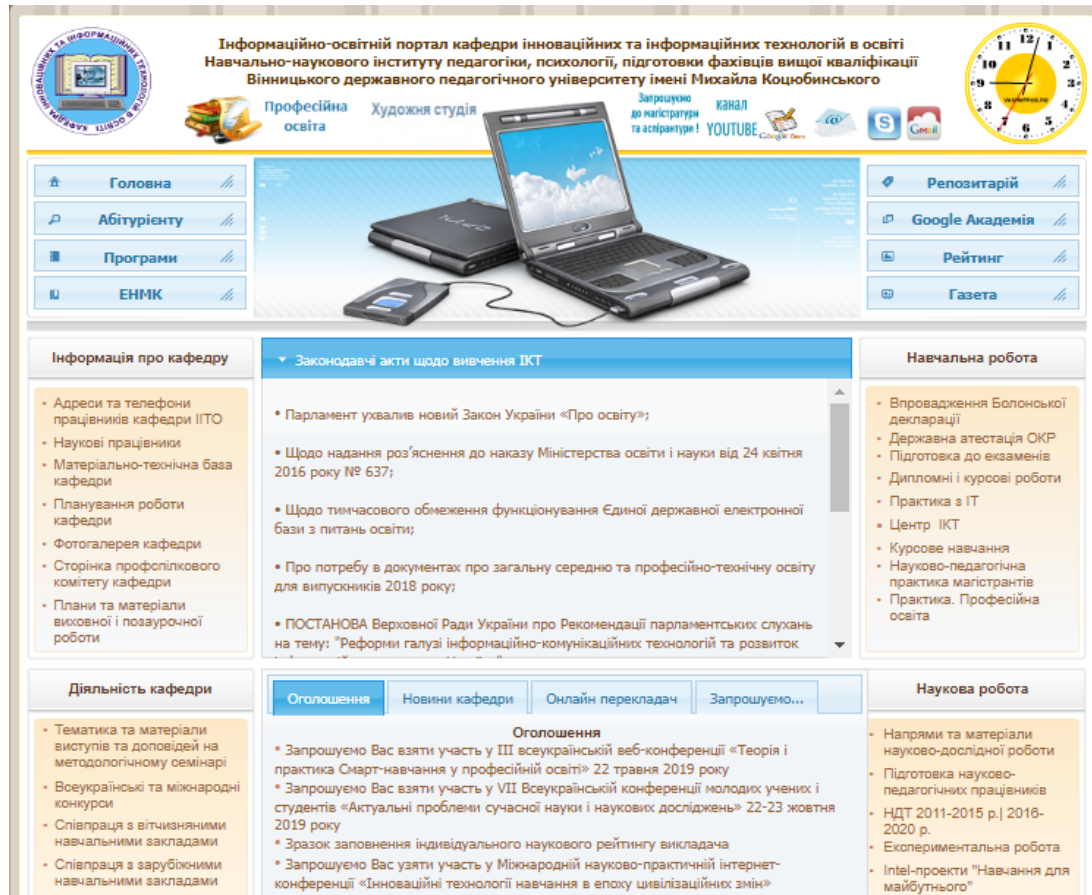 Інформаційно-освітній портал кафедри інноваційних та інформаційних технологій в освіті
Навчально-наукового інституту педагогіки, психології, підготовки фахівців вищої кваліфікації
Вінницького державного педагогічного університету імені Михайла Коцюбинського
Професійна
освіта
Художня студія
Запрошуємо
до магістратури
та аспірантури !
КАНАЛ
YOUTUBE
Google Docs
@
S
Gmail
11 12 1
10 2
9 3
8 4
7 6 5
Головна
Абітурієнту
Програми
ЕНМК
Репозитарій
Google Академія
Рейтинг
Газета
Інформація про кафедру
• Адреси та телефони
працівників кафедри ІІТО
• Наукові працівники
• Матеріально-технічна база
кафедри
• Планування роботи
кафедри
• Фотогалерея кафедри
• Сторінка профспілкового
комітету кафедри
• Плани та матеріали
виховної і позаурочної
роботи
Законодавчі акти щодо вивчення ІКТ
• Парламент ухвалив новий Закон України «Про освіту»;
• Щодо надання роз'яснення до наказу Міністерства освіти і науки від 24 квітня
2016 року № 637;
• Щодо тимчасового обмеження функціонування Єдиної державної електронної
бази з питань освіти;
• Про потребу в документах про загальну середню та професійно-технічну освіту
для випускників 2018 року;
• ПОСТАНОВА Верховної Ради України про Рекомендації парламентських слухань
на тему: "Реформи галузі інформаційно-комунікаційних технологій та розвиток
Навчальна робота
• Впровадження Болонської
декларації
• Державна атестація ОКР
• Підготовка до екзаменів
• Дипломні і курсові роботи
• Практика з ІТ
• Центр ІКТ
• Курсове навчання
• Науково-педагогічна
практика магістрантів
• Практика. Професійна
освіта
Діяльність кафедри
• Тематика та матеріали
виступів та доповідей на
методологічному семінарі
• Всеукраїнські та міжнародні
конкурси
• Співпраця з вітчизняними
навчальними закладами
• Співпраця з зарубіжними
навчальними закладами
Оголошення
Новини кафедри
Онлайн перекладач
Запрошуємо...
Оголошення
• Запрошуємо Вас взяти участь у ІІІ всеукраїнській веб-конференції «Теорія і
практика Смарт-навчання у професійній освіті» 22 травня 2019 року
• Запрошуємо Вас взяти участь у VII Всеукраїнській конференції молодих учених і
студентів «Актуальні проблеми сучасної науки і наукових досліджень» 22-23 жовтня
2019 року
• Зразок заповнення індивідуального наукового рейтингу викладача
• Запрошуємо Вас узяти участь у Міжнародній науково-практичній інтернет-
конференції «Інноваційні технології навчання в епоху цивілізаційних змін»
Наукова робота
• Напрями та матеріали
науково-дослідної роботи
• Підготовка науково-
педагогічних працівників
• НДТ 2011-2015 р.| 2016-
2020 р.
• Експериментальна робота
• Intel-проекти "Навчання для
майбутнього"